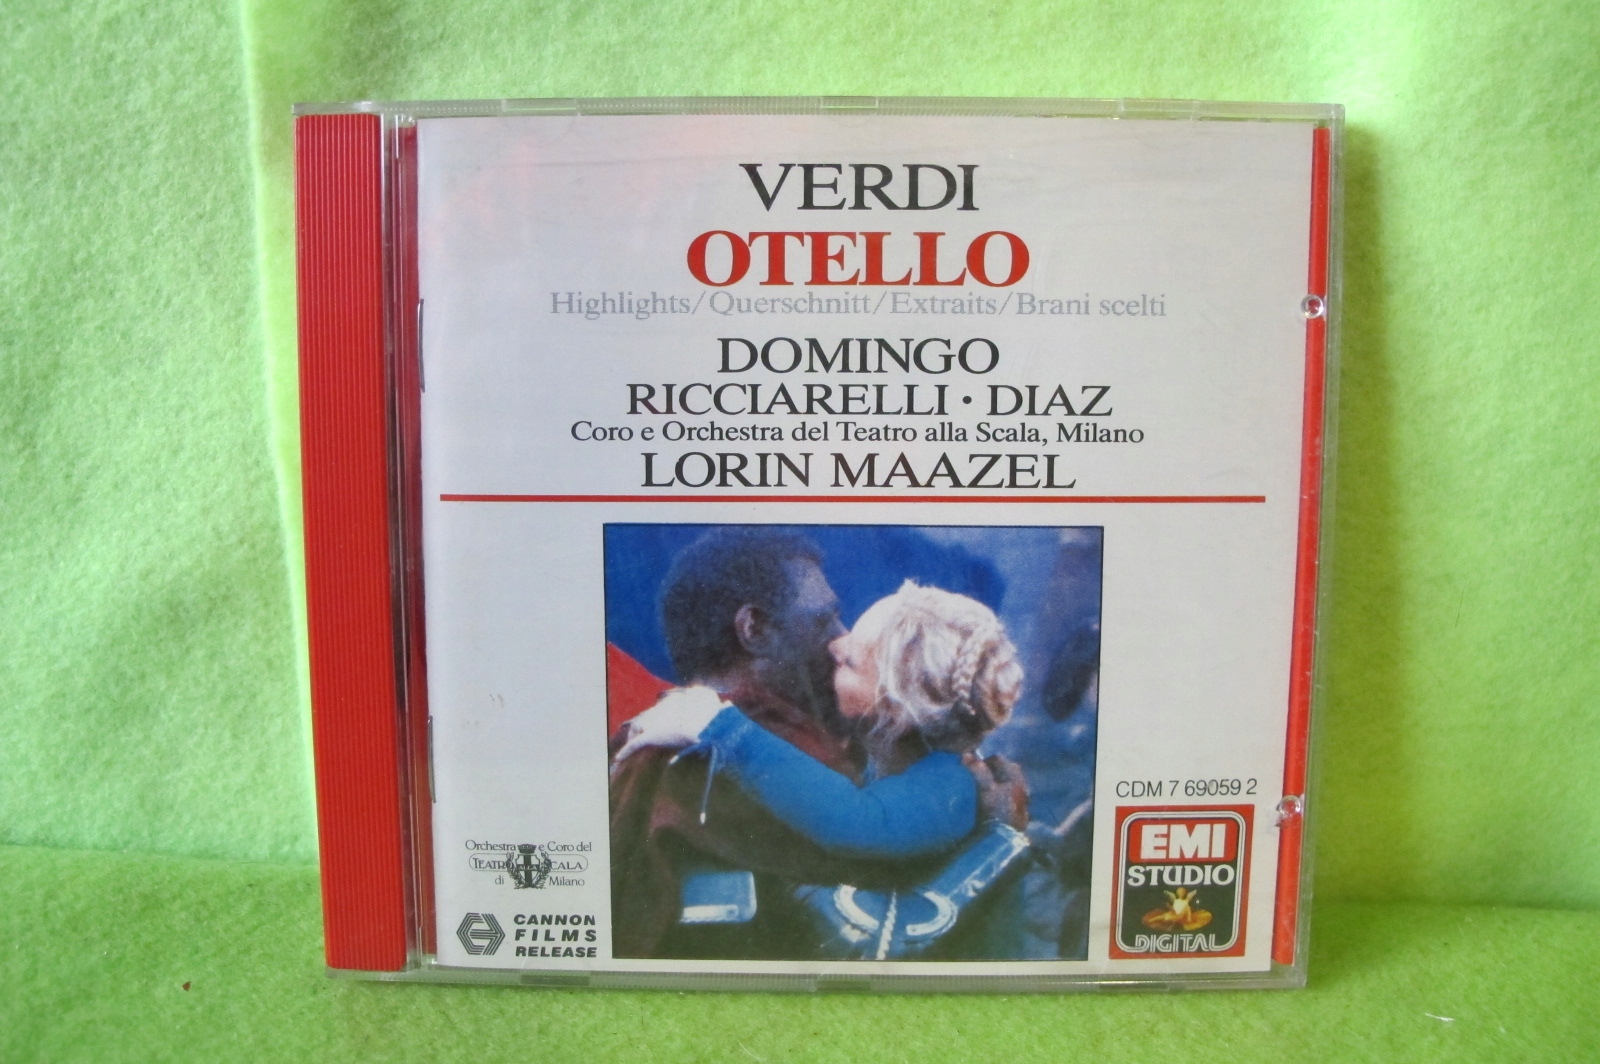 VERDI
OTELLO
Highlights/Querschnitt/Extraits/Brani scelti
DOMINGO
RICCIARELLI · DIAZ
Coro e Orchestra del Teatro alla Scala, Milano
LORIN MAAZEL
CDM 7 69059 2
EMI
STUDIO
DIGITAL
Orchestra e Coro del
TEATRO ALLA SCALA
di Milano
CANNON
FILMS
RELEASE